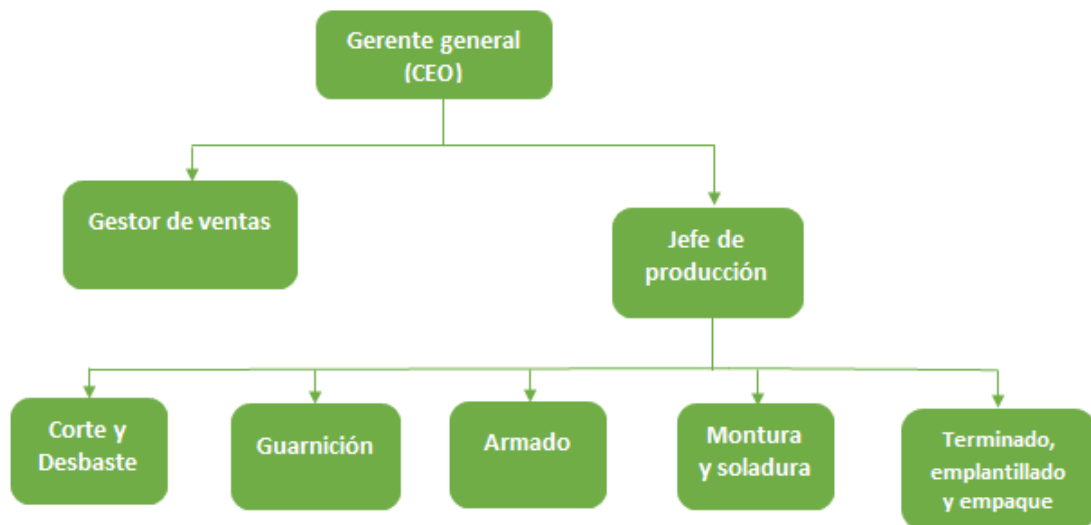 Gerente general
(CEO)
Gestor de ventas
Jefe de
producción
Corte y
Desbaste
Guarnición
Armado
Montura
y soladura
Terminado,
emplantillado
y empaque